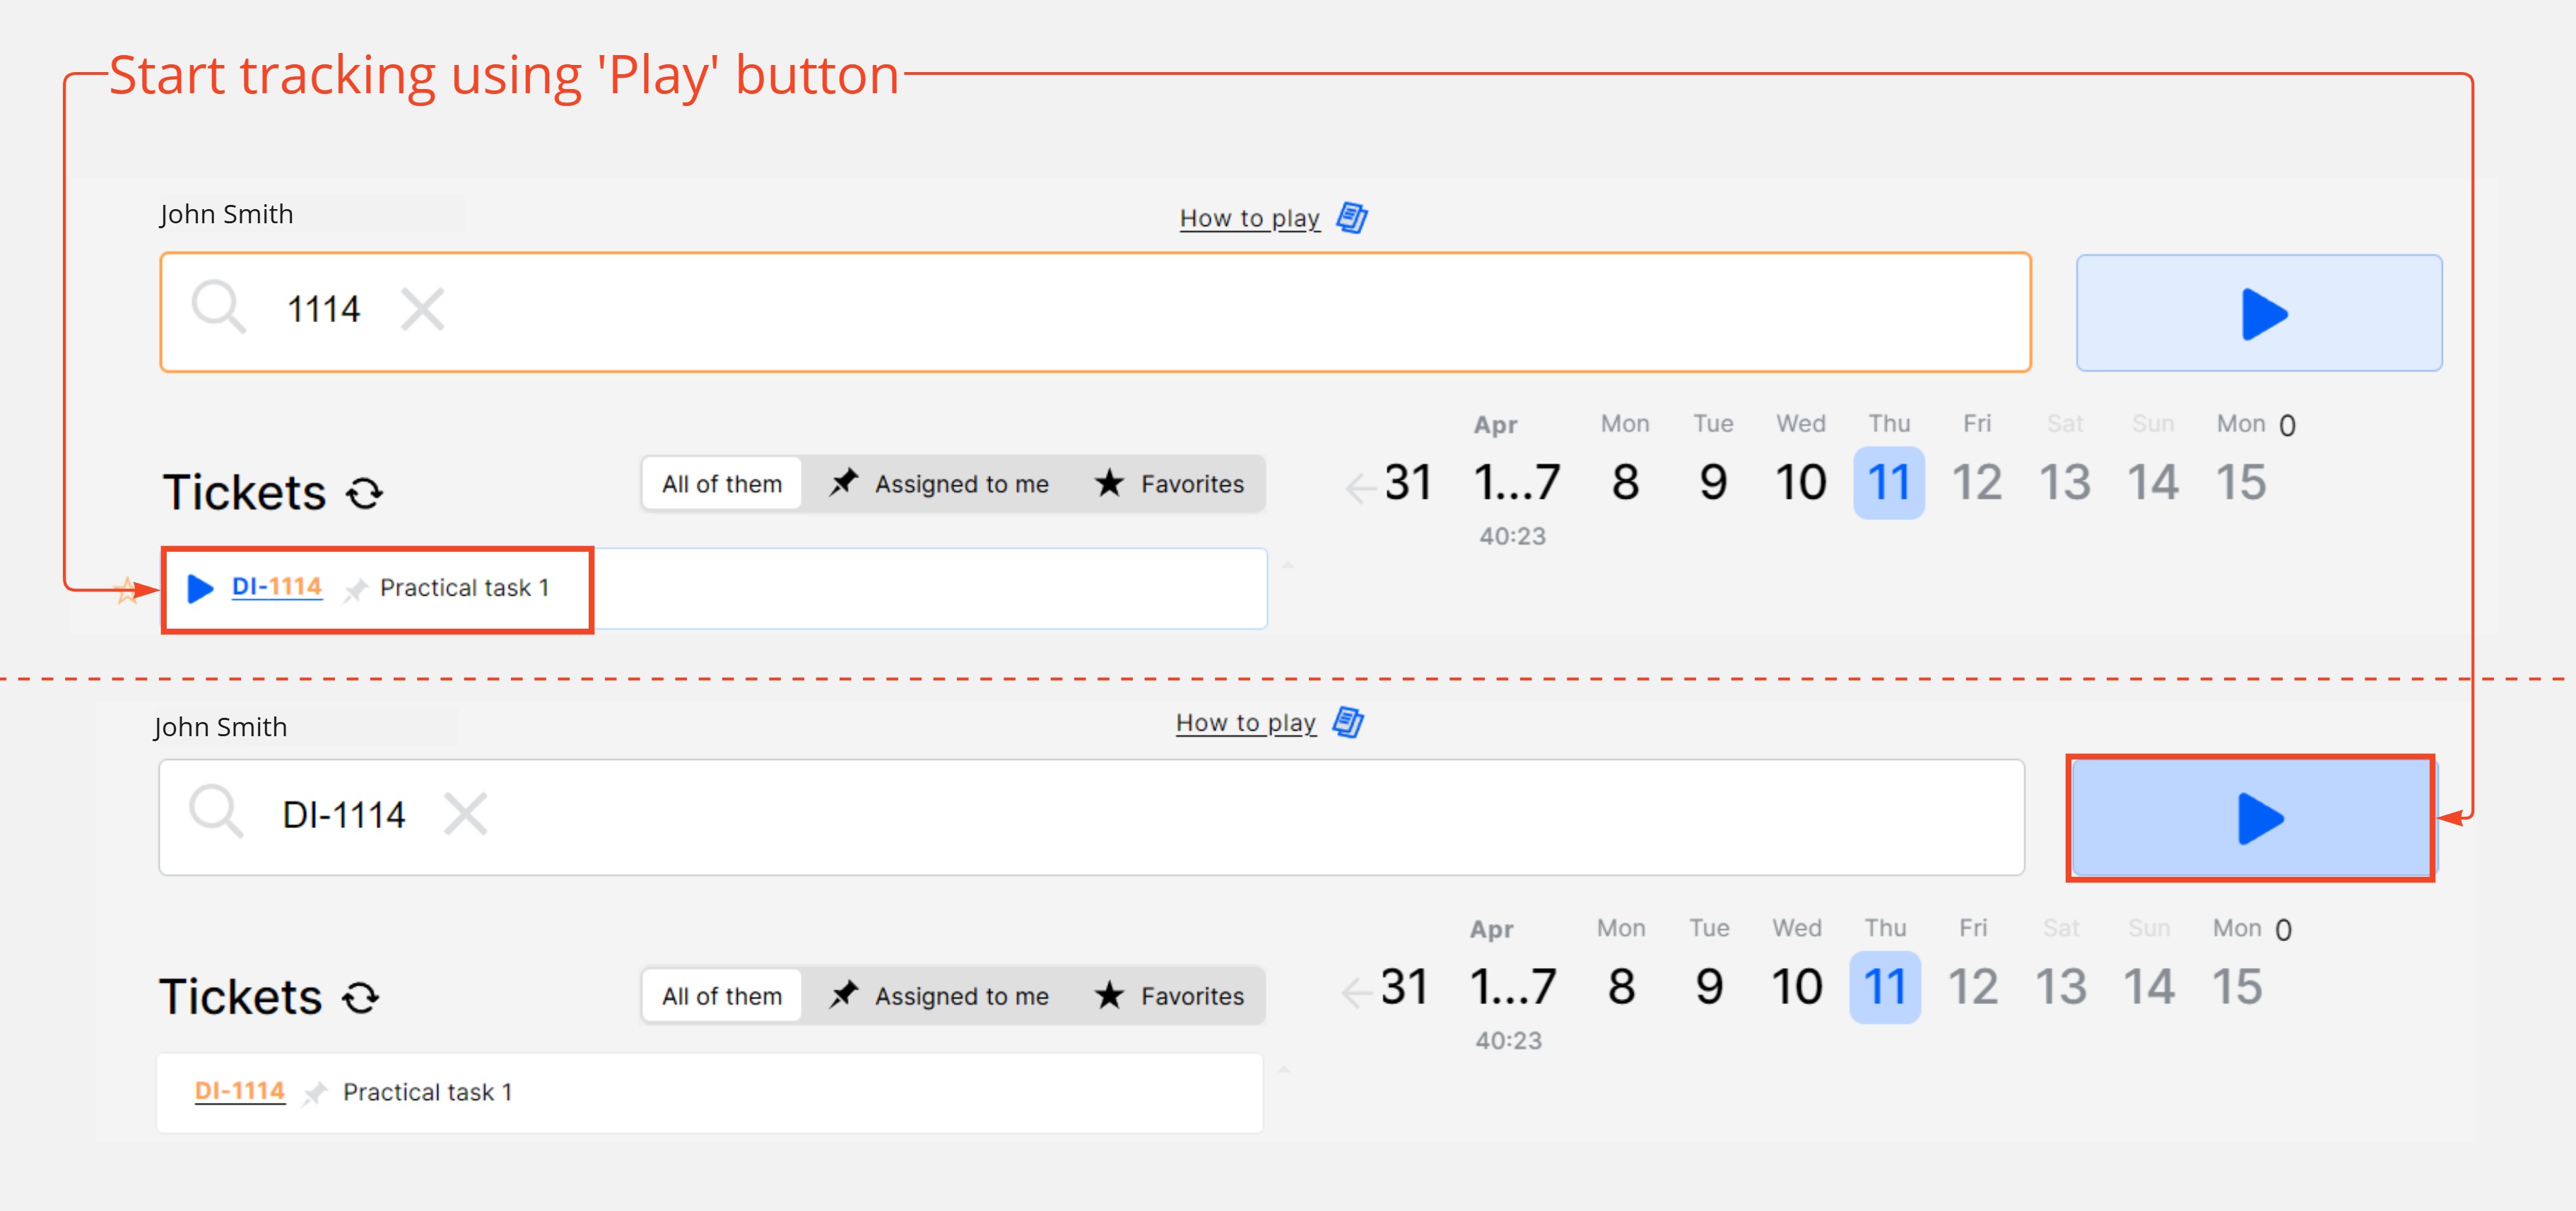 Start tracking using 'Play' button
John Smith
How to play
1114
Apr Mon Tue Wed Thu Fri Sat Sun Mon 0
Tickets All of them Assigned to me Favorites 31 1...7 8 9 10 11 12 13 14 15
40:23
DI-1114 Practical task 1
John Smith
How to play
DI-1114
Apr Mon Tue Wed Thu Fri Sat Sun Mon 0
Tickets All of them Assigned to me Favorites 31 1...7 8 9 10 11 12 13 14 15
40:23
DI-1114 Practical task 1